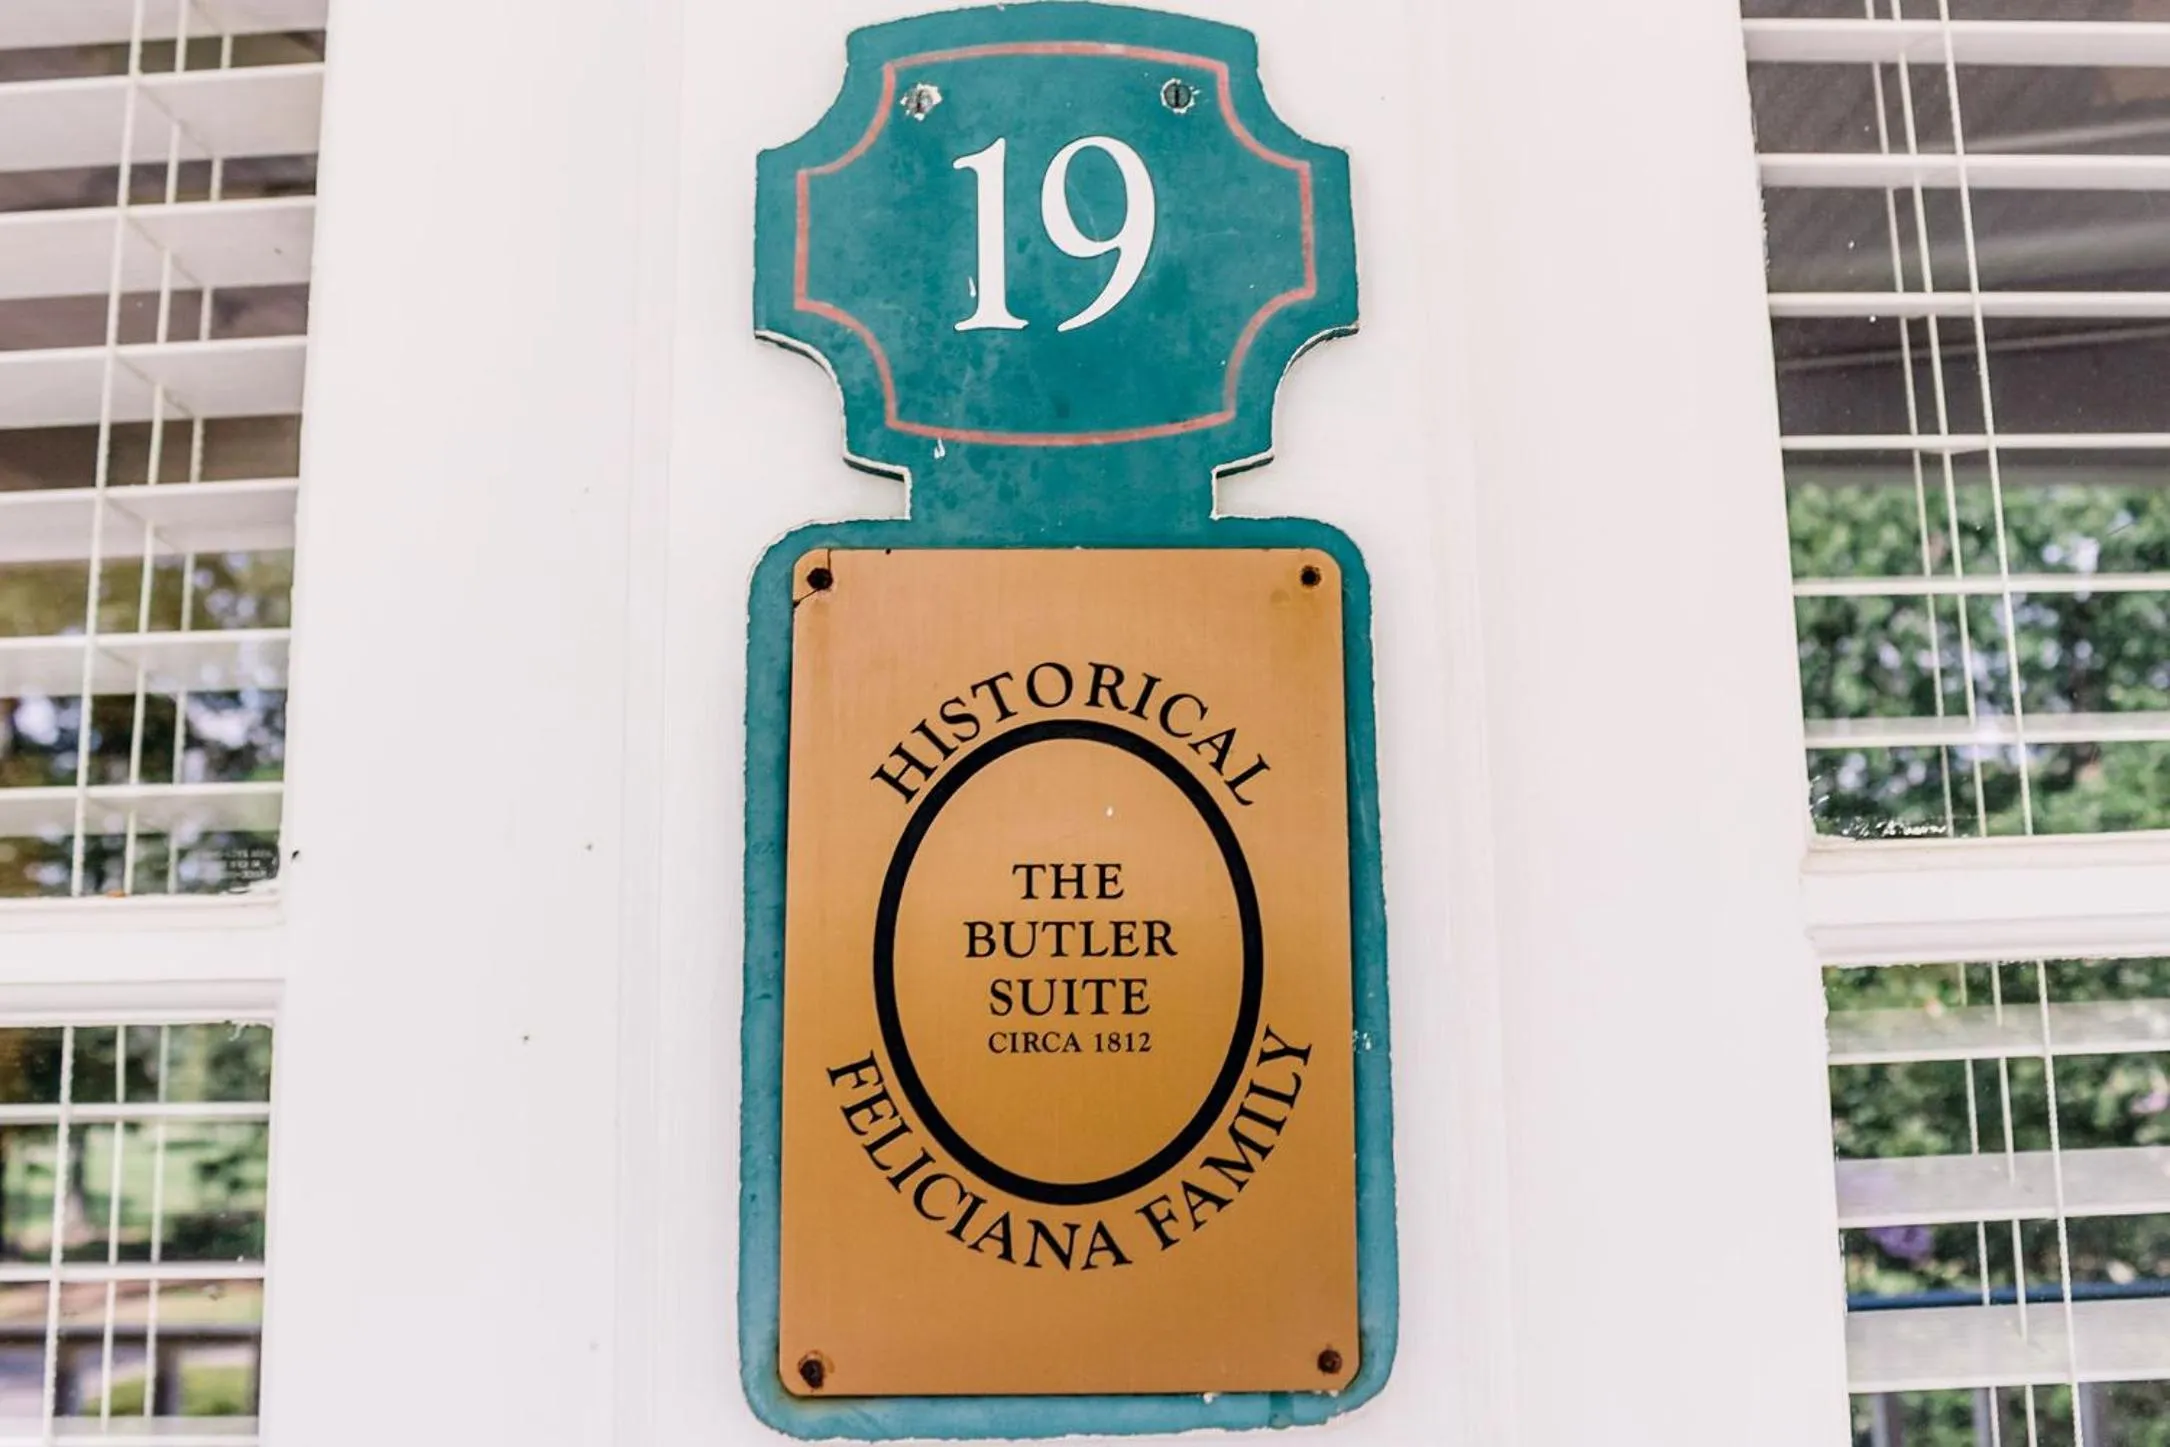 19
HISTORICAL
THE
BUTLER
SUITE
CIRCA 1812
FELICIANA FAMILY